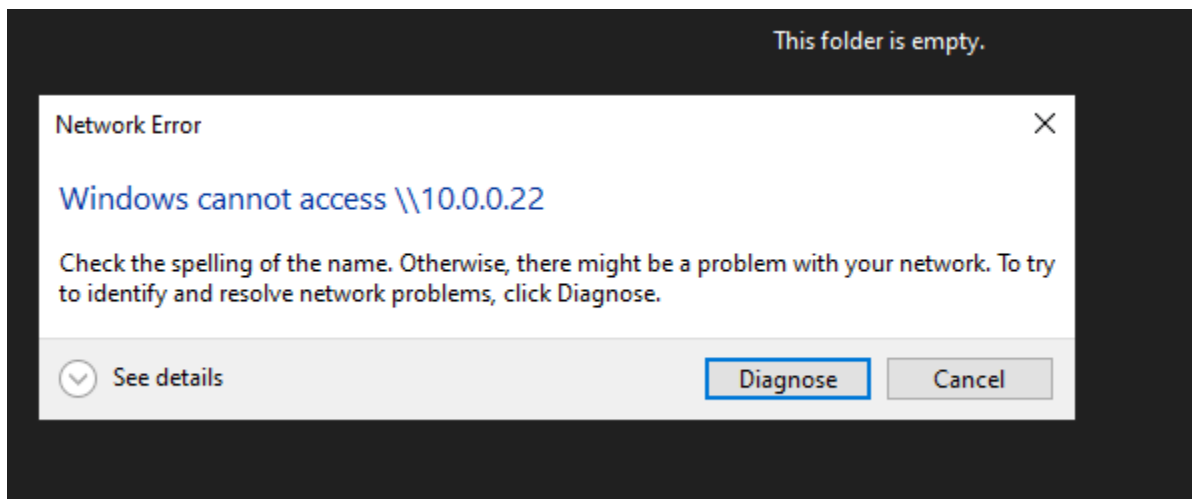 This folder is empty.
Network Error
Windows cannot access \\10.0.0.22
Check the spelling of the name. Otherwise, there might be a problem with your network. To try
to identify and resolve network problems, click Diagnose.
See details
Diagnose
Cancel